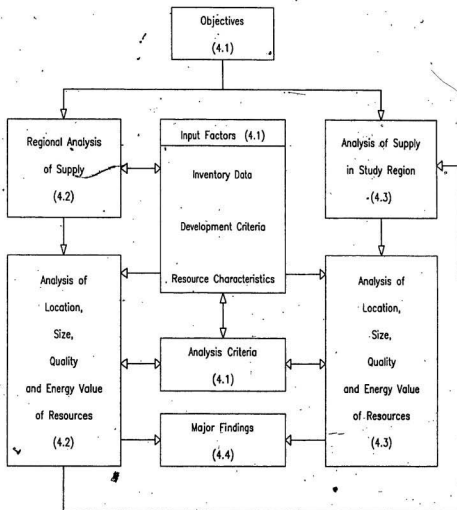 Objectives
(4.1)
Regional Analysis
of Supply
(4.2)
Input Factors (4.1)
Inventory Data
Development Criteria
Resource Characteristics
Analysis of Supply
in Study Region
(4.3)
Analysis of
Location,
Size,
Quality
and Energy Value
of Resources
(4.2)
Analysis Criteria
(4.1)
Major Findings
(4.4)
Analysis of
Location,
Size,
Quality
and Energy Value
of Resources
(4.3)